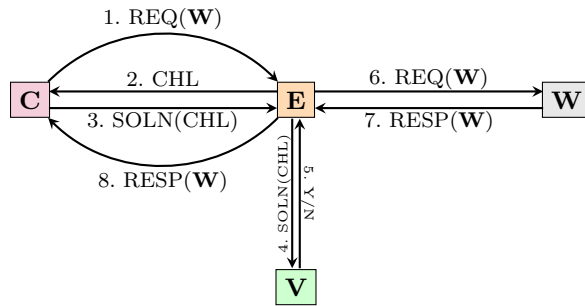 1. REQ(W)
2. CHL
6. REQ(W)
C
E
W
3. SOLN(CHL)
7. RESP(W)
8. RESP(W)
4. SOLN(CHL)
5. Y/N
V